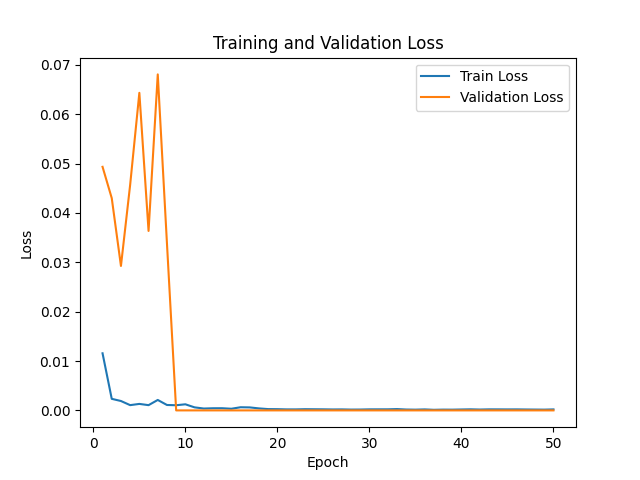 Training and Validation Loss
Train Loss
Validation Loss
0.07
0.06
0.05
0.04
0.03
0.02
0.01
0.00
Loss
0 10 20 30 40 50
Epoch